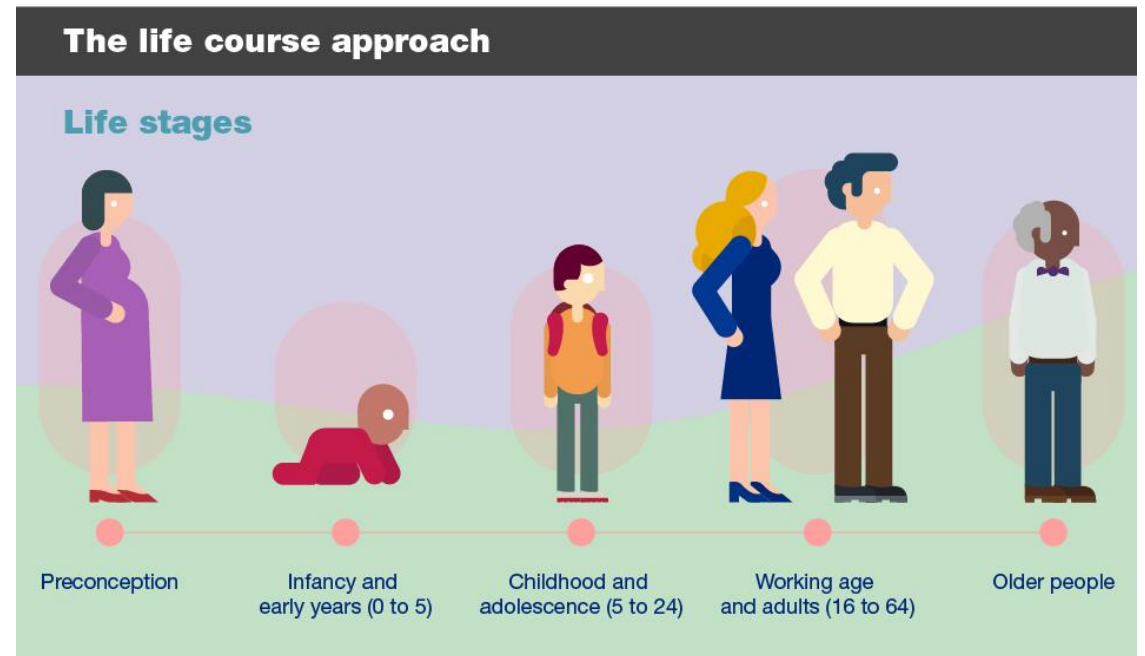 The life course approach
Life stages
Preconception
Infancy and
early years (0 to 5)
Childhood and
adolescence (5 to 24)
Working age
and adults (16 to 64)
Older people